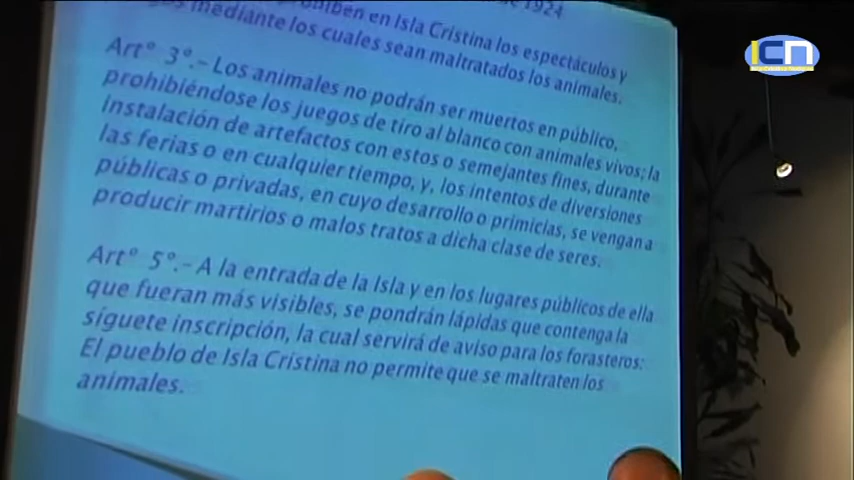 de 1924
prohíben en Isla Cristina los espectáculos y
mediante los cuales sean maltratados los animales.
Artº 3º.- Los animales no podrán ser muertos en público,
prohibiéndose los juegos de tiro al blanco con animales vivos; la
instalación de artefactos con estos o semejantes fines, durante
las ferias o en cualquier tiempo, y, los intentos de diversiones
públicas o privadas, en cuyo desarrollo o primicias, se vengan a
producir martirios o malos tratos a dicha clase de seres.
Artº 5º.- A la entrada de la Isla y en los lugares públicos de ella
que fueran más visibles, se pondrán lápidas que contenga la
síguete inscripción, la cual servirá de aviso para los forasteros:
El pueblo de Isla Cristina no permite que se maltraten los
animales.
ICN